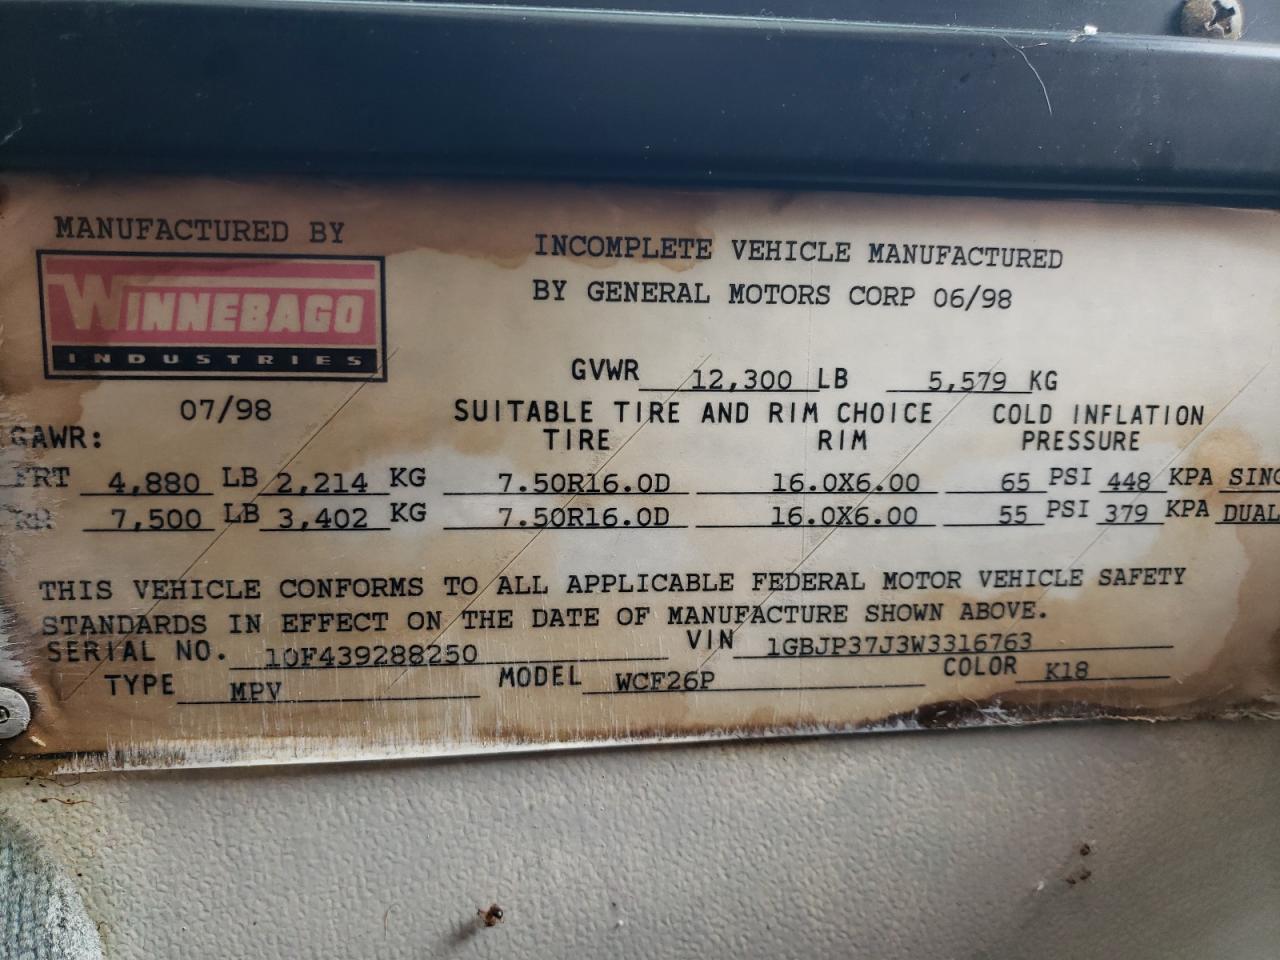 MANUFACTURED BY
WINNEBAGO
INDUSTRIES
07/98
INCOMPLETE VEHICLE MANUFACTURED
BY GENERAL MOTORS CORP 06/98
GVWR 12,300 LB 5,579 KG
SUITABLE TIRE AND RIM CHOICE COLD INFLATION
GAWR: TIRE RIM PRESSURE
FRT 4,880 LB 2,214 KG 7.50R16.0D 16.0X6.00 65 PSI 448 KPA SING
RR 7,500 LB 3,402 KG 7.50R16.0D 16.0X6.00 55 PSI 379 KPA DUAL
THIS VEHICLE CONFORMS TO ALL APPLICABLE FEDERAL MOTOR VEHICLE SAFETY
STANDARDS IN EFFECT ON THE DATE OF MANUFACTURE SHOWN ABOVE.
SERIAL NO. 10F439288250 VIN 1GBJP37J3W3316763
TYPE MPV MODEL WCF26P COLOR K18